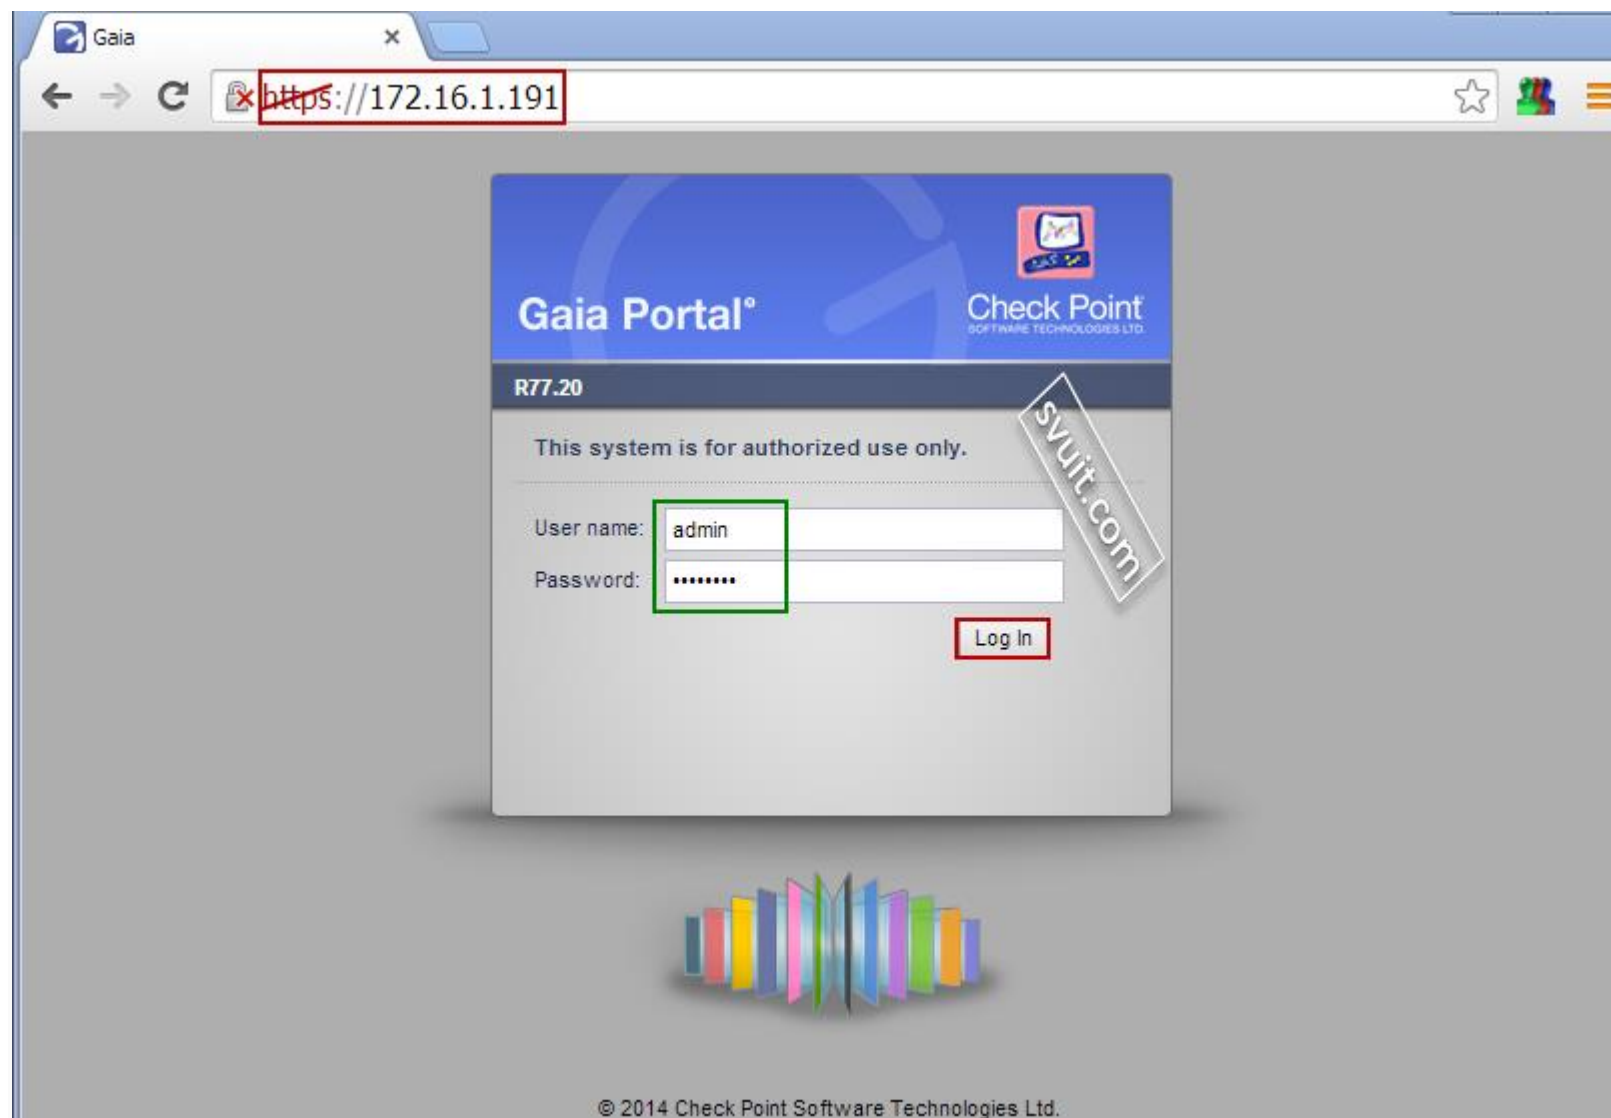 Gaia
https://172.16.1.191
Gaia Portal
Check Point
SOFTWARE TECHNOLOGIES LTD.
R77.20
This system is for authorized use only.
svuit.com
User name: admin
Password: ••••••••
Log In
© 2014 Check Point Software Technologies Ltd.